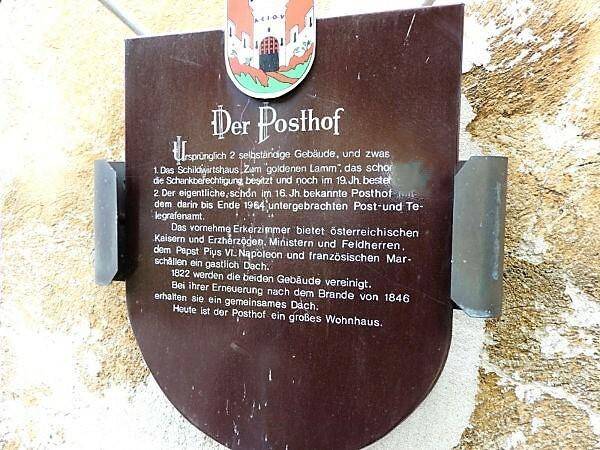 A E I O V
Der Posthof
Ursprünglich 2 selbständige Gebäude, und zwar
1. Das Schildwirtshaus "Zum goldenen Lamm", das schon
die Schankberechtigung besitzt und noch im 19. Jh. besteht
2. Der eigentliche, schon im 16. Jh. bekannte Posthof mit
dem darin bis Ende 1964 untergebrachten Post-und Te-
legrafenamt.
Das vornehme Erkerzimmer bietet österreichischen
Kaisern und Erzherzögen, Ministern und Feldherren,
dem Papst Pius VI., Napoleon und französischen Mar-
schällen ein gastlich Dach.
1822 werden die beiden Gebäude vereinigt.
Bei ihrer Erneuerung nach dem Brande von 1846
erhalten sie ein gemeinsames Dach.
Heute ist der Posthof ein großes Wohnhaus.